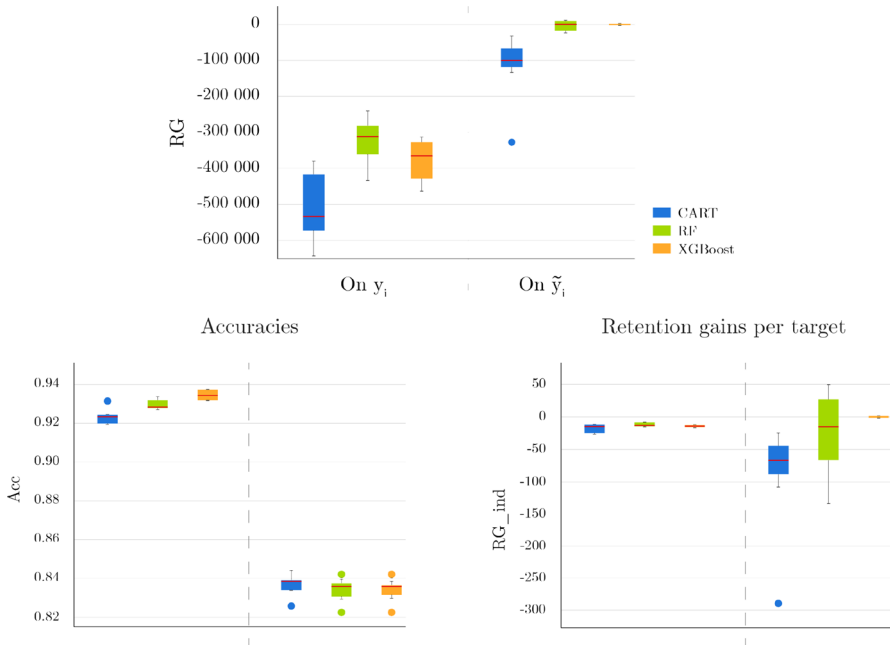 0
-100 000
-200 000
-300 000
-400 000
-500 000
-600 000
RG
On yᵢ
On ỹᵢ
CART
RF
XGBoost
Accuracies
0.94
0.92
0.90
0.88
0.86
0.84
0.82
Acc
Retention gains per target
50
0
-50
-100
-150
-200
-250
-300
RG_ind